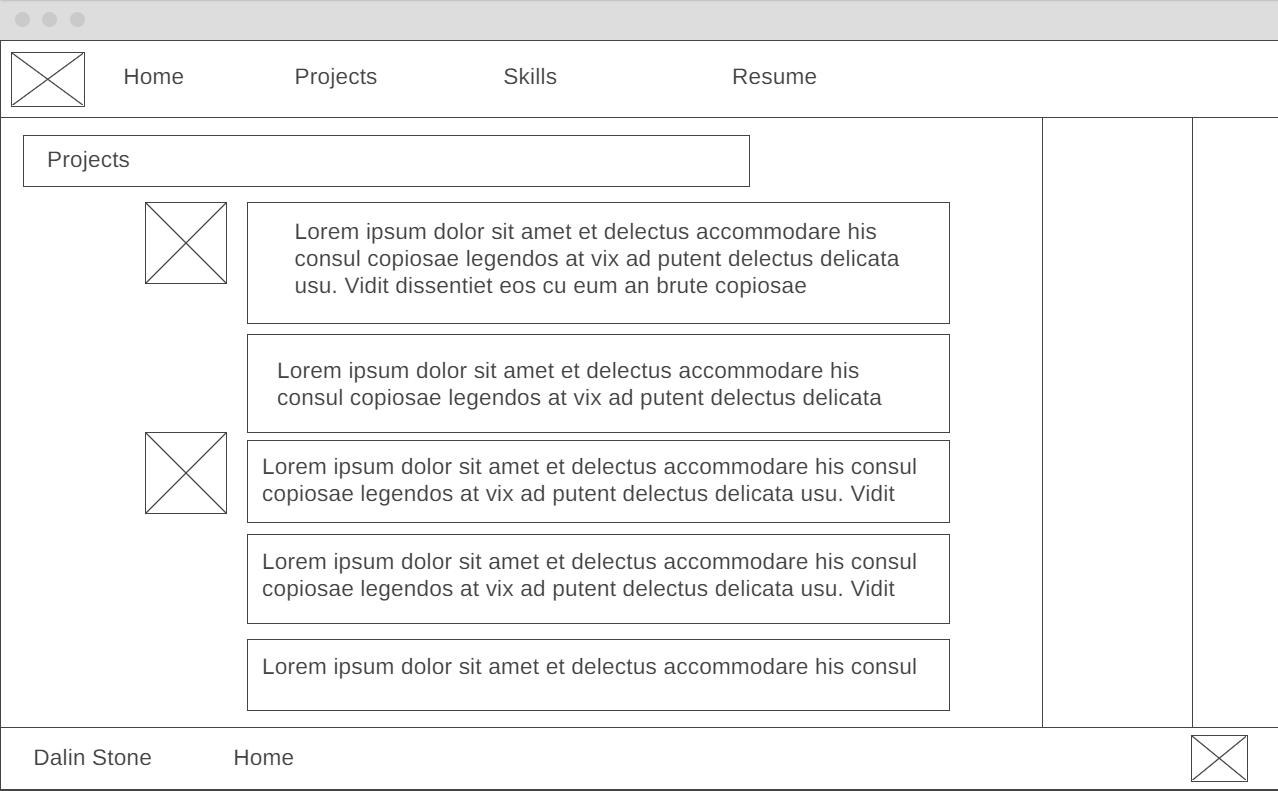 Home Projects Skills Resume
Projects
Lorem ipsum dolor sit amet et delectus accommodare his
consul copiosae legendos at vix ad putent delectus delicata
usu. Vidit dissentiet eos cu eum an brute copiosae
Lorem ipsum dolor sit amet et delectus accommodare his
consul copiosae legendos at vix ad putent delectus delicata
Lorem ipsum dolor sit amet et delectus accommodare his consul
copiosae legendos at vix ad putent delectus delicata usu. Vidit
Lorem ipsum dolor sit amet et delectus accommodare his consul
copiosae legendos at vix ad putent delectus delicata usu. Vidit
Lorem ipsum dolor sit amet et delectus accommodare his consul
Dalin Stone Home